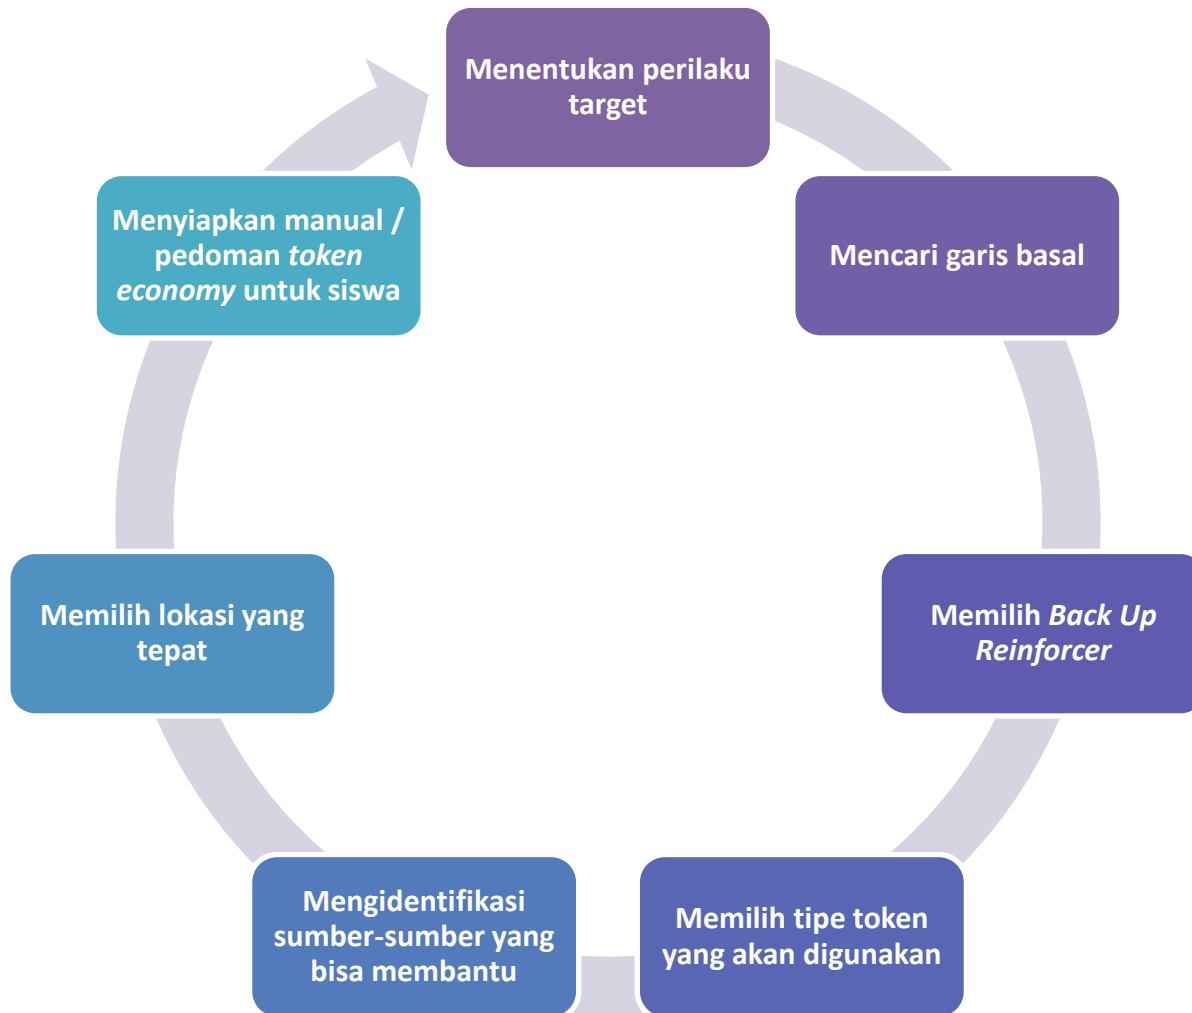 Menentukan perilaku
target
Mencari garis basal
Memilih Back Up
Reinforcer
Memilih tipe token
yang akan digunakan
Mengidentifikasi
sumber-sumber yang
bisa membantu
Memilih lokasi yang
tepat
Menyiapkan manual /
pedoman token
economy untuk siswa